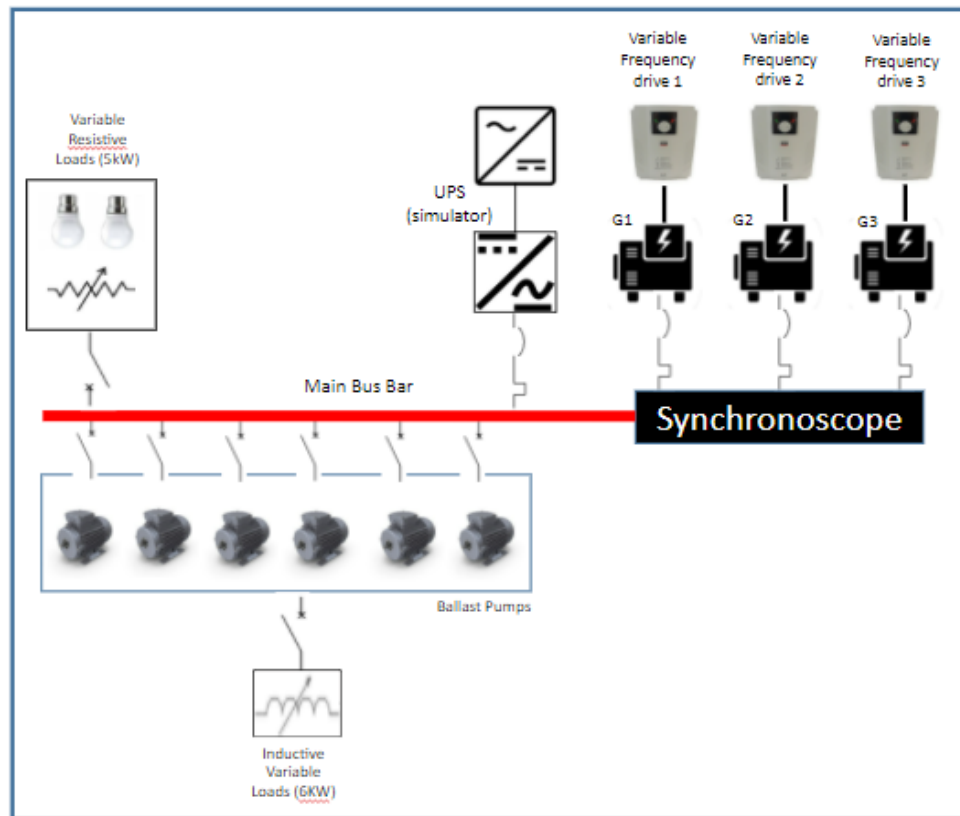 Variable
Frequency
drive 1
Variable
Frequency
drive 2
Variable
Frequency
drive 3
Variable
Resistive
Loads (5kW)
UPS
(simulator)
G1
G2
G3
Main Bus Bar
Synchronoscope
Ballast Pumps
Inductive
Variable
Loads (6KW)